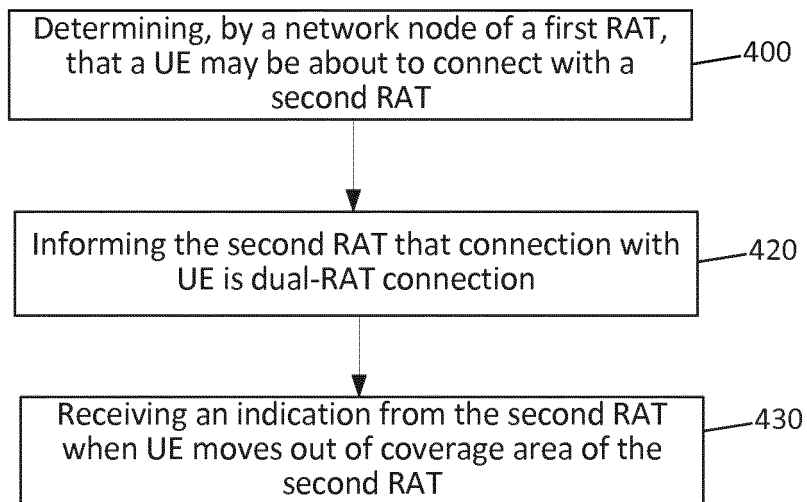 Determining, by a network node of a first RAT,
that a UE may be about to connect with a
second RAT
400
Informing the second RAT that connection with
UE is dual-RAT connection
420
Receiving an indication from the second RAT
when UE moves out of coverage area of the
second RAT
430